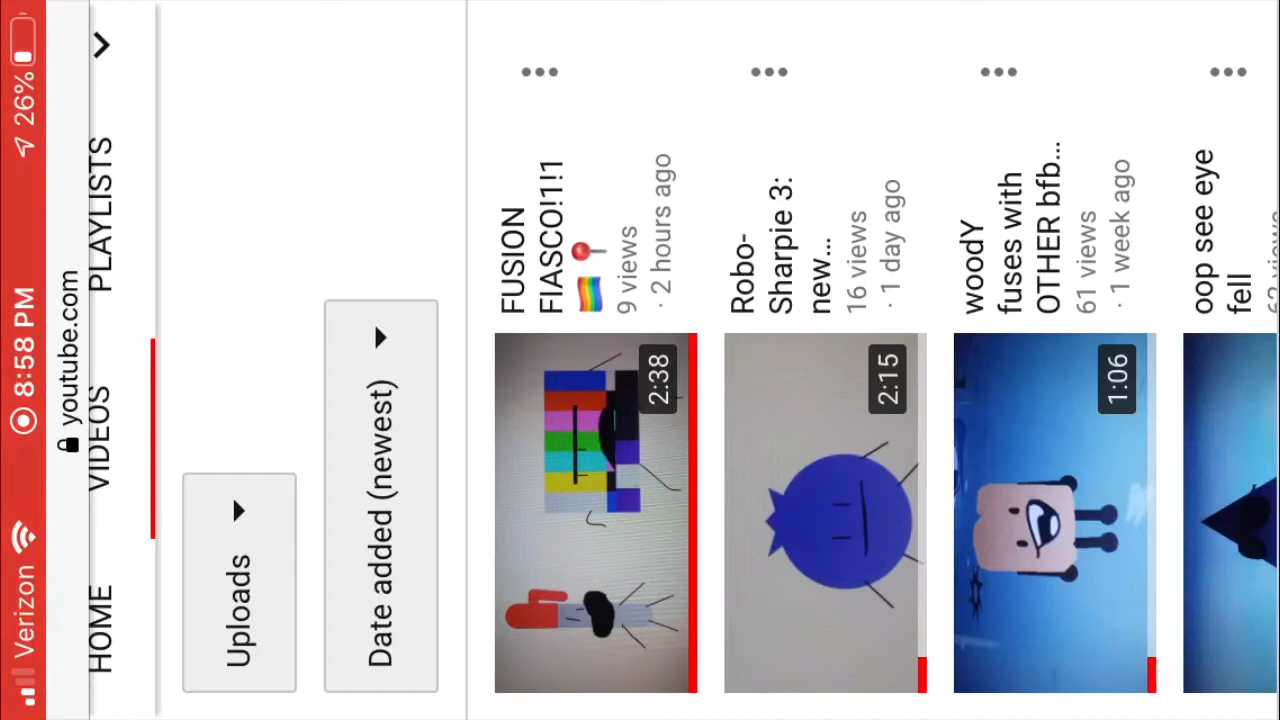 Verizon
8:58 PM
26%
youtube.com
HOME
VIDEOS
PLAYLISTS
Uploads
Date added (newest)
2:38
FUSION
FIASCO!1!1
🏳️‍🌈📍
9 views
· 2 hours ago
2:15
Robo-
Sharpie 3:
new...
16 views
· 1 day ago
1:06
woodY
fuses with
OTHER bfb...
61 views
· 1 week ago
oop see eye
fell